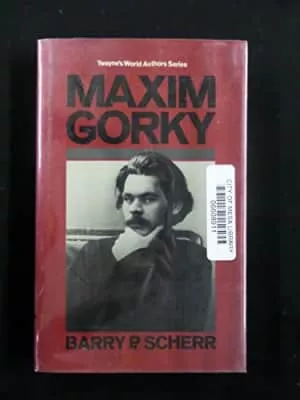 Twayne's World Authors Series
MAXIM
GORKY
CITY OF MESA LIBRARY
BARRY P. SCHERR